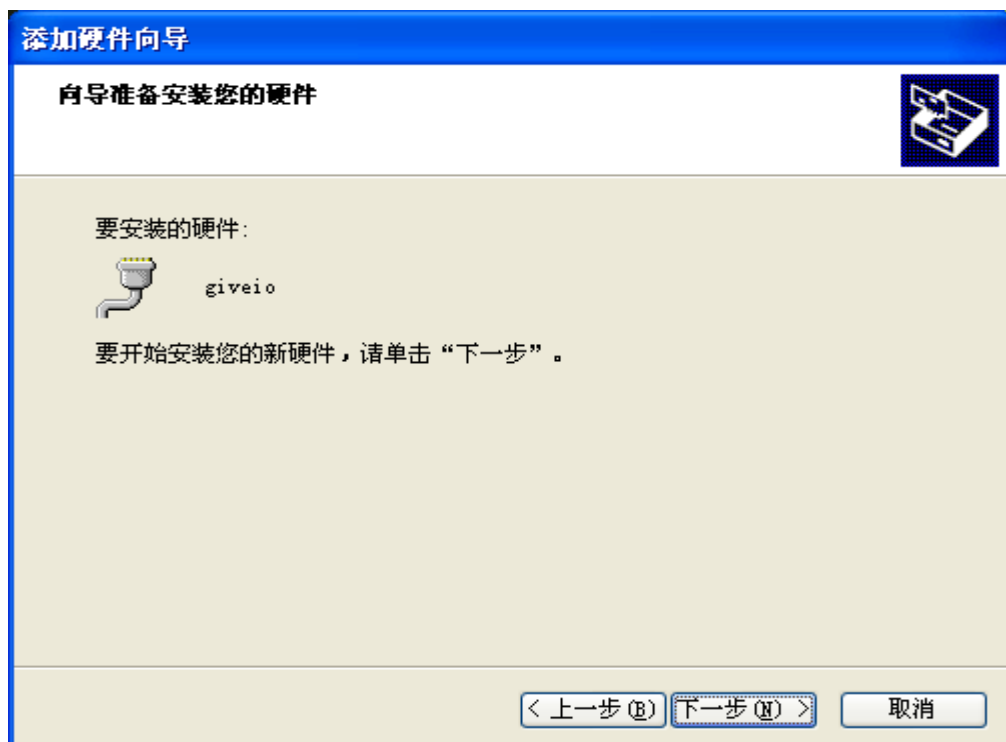 添加硬件向导
向导准备安装您的硬件
要安装的硬件:
giveio
要开始安装您的新硬件，请单击“下一步”。
< 上一步(B) 下一步(N) > 取消